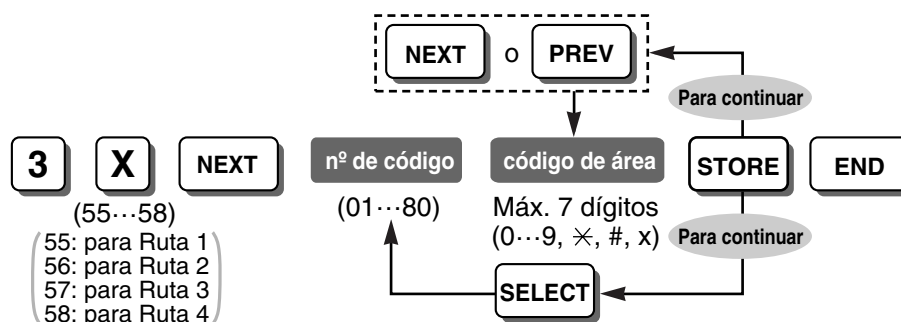 NEXT o PREV
Para continuar
3 X NEXT nº de código código de área STORE END
(55···58) (01···80) Máx. 7 dígitos
(0···9, ✳, #, x) Para continuar
55: para Ruta 1
56: para Ruta 2
57: para Ruta 3
58: para Ruta 4
SELECT